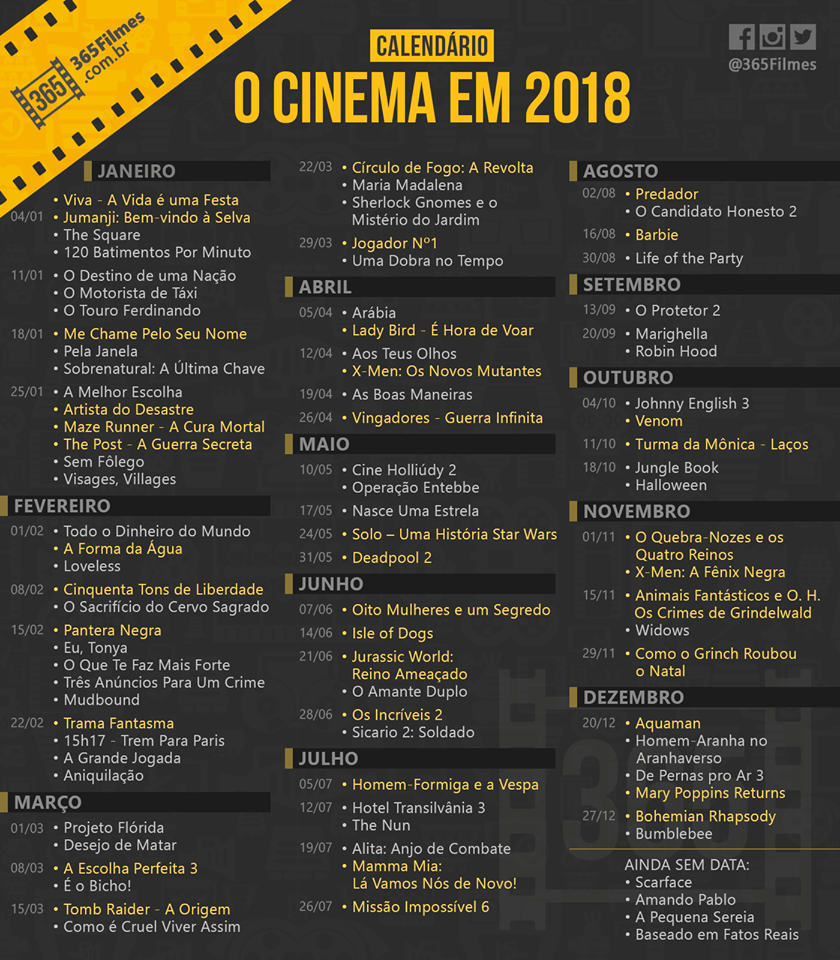 365
365Filmes
.com.br
CALENDÁRIO
O CINEMA EM 2018
@365Filmes
JANEIRO
04/01 • Viva - A Vida é uma Festa
• Jumanji: Bem-vindo à Selva
• The Square
• 120 Batimentos Por Minuto
11/01 • O Destino de uma Nação
• O Motorista de Táxi
• O Touro Ferdinando
18/01 • Me Chame Pelo Seu Nome
• Pela Janela
• Sobrenatural: A Última Chave
25/01 • A Melhor Escolha
• Artista do Desastre
• Maze Runner - A Cura Mortal
• The Post - A Guerra Secreta
• Sem Fôlego
• Visages, Villages
FEVEREIRO
01/02 • Todo o Dinheiro do Mundo
• A Forma da Água
• Loveless
08/02 • Cinquenta Tons de Liberdade
• O Sacrifício do Cervo Sagrado
15/02 • Pantera Negra
• Eu, Tonya
• O Que Te Faz Mais Forte
• Três Anúncios Para Um Crime
• Mudbound
22/02 • Trama Fantasma
• 15h17 - Trem Para Paris
• A Grande Jogada
• Aniquilação
MARÇO
01/03 • Projeto Flórida
• Desejo de Matar
08/03 • A Escolha Perfeita 3
• É o Bicho!
15/03 • Tomb Raider - A Origem
• Como é Cruel Viver Assim
22/03 • Círculo de Fogo: A Revolta
• Maria Madalena
• Sherlock Gnomes e o
Mistério do Jardim
29/03 • Jogador Nº1
• Uma Dobra no Tempo
ABRIL
05/04 • Arábia
• Lady Bird - É Hora de Voar
12/04 • Aos Teus Olhos
• X-Men: Os Novos Mutantes
19/04 • As Boas Maneiras
26/04 • Vingadores - Guerra Infinita
MAIO
10/05 • Cine Holliúdy 2
• Operação Entebbe
17/05 • Nasce Uma Estrela
24/05 • Solo – Uma História Star Wars
31/05 • Deadpool 2
JUNHO
07/06 • Oito Mulheres e um Segredo
14/06 • Isle of Dogs
21/06 • Jurassic World:
Reino Ameaçado
• O Amante Duplo
28/06 • Os Incríveis 2
• Sicario 2: Soldado
JULHO
05/07 • Homem-Formiga e a Vespa
12/07 • Hotel Transilvânia 3
• The Nun
19/07 • Alita: Anjo de Combate
• Mamma Mia:
Lá Vamos Nós de Novo!
26/07 • Missão Impossível 6
AGOSTO
02/08 • Predador
• O Candidato Honesto 2
16/08 • Barbie
30/08 • Life of the Party
SETEMBRO
13/09 • O Protetor 2
20/09 • Marighella
• Robin Hood
OUTUBRO
04/10 • Johnny English 3
• Venom
11/10 • Turma da Mônica - Laços
18/10 • Jungle Book
• Halloween
NOVEMBRO
01/11 • O Quebra-Nozes e os
Quatro Reinos
• X-Men: A Fênix Negra
15/11 • Animais Fantásticos e O. H.
Os Crimes de Grindelwald
• Widows
29/11 • Como o Grinch Roubou
o Natal
DEZEMBRO
20/12 • Aquaman
• Homem-Aranha no
Aranhaverso
• De Pernas pro Ar 3
• Mary Poppins Returns
27/12 • Bohemian Rhapsody
• Bumblebee
AINDA SEM DATA:
• Scarface
• Amando Pablo
• A Pequena Sereia
• Baseado em Fatos Reais
365